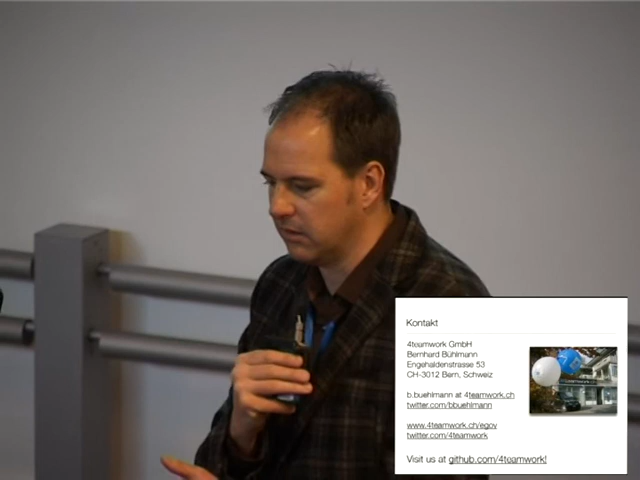 Kontakt
4teamwork GmbH
Bernhard Bühlmann
Engehaldenstrasse 53
CH-3012 Bern, Schweiz
b.buehlmann at 4teamwork.ch
twitter.com/bbuehlmann
www.4teamwork.ch/egov
twitter.com/4teamwork
Visit us at github.com/4teamwork!